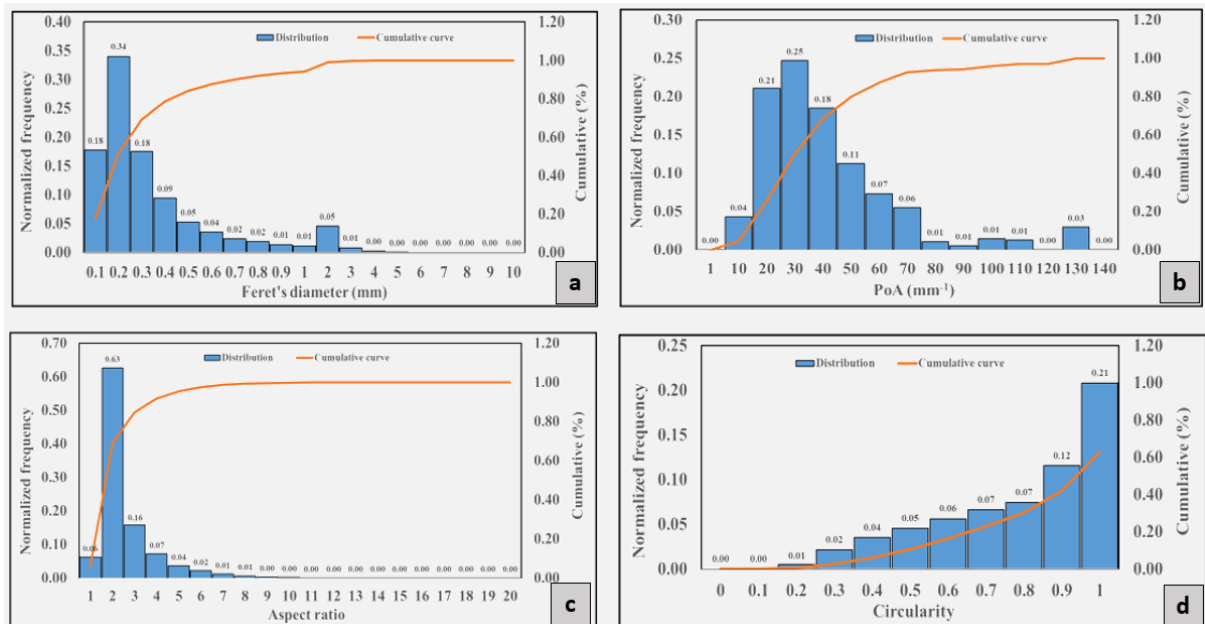 Distribution Cumulative curve
Normalized frequency
0.40
0.35
0.30
0.25
0.20
0.15
0.10
0.05
0.00
0.18 0.34 0.18 0.09 0.05 0.04 0.02 0.02 0.01 0.01 0.05 0.01 0.00 0.00 0.00 0.00 0.00 0.00 0.00
1.20
1.00
0.80
0.60
0.40
0.20
0.00
Cumulative (%)
0.1 0.2 0.3 0.4 0.5 0.6 0.7 0.8 0.9 1 2 3 4 5 6 7 8 9 10
Feret's diameter (mm)
a
Distribution Cumulative curve
Normalized frequency
0.30
0.25
0.20
0.15
0.10
0.05
0.00
0.00 0.04 0.21 0.25 0.18 0.11 0.07 0.06 0.01 0.01 0.01 0.01 0.00 0.03 0.00
1.20
1.00
0.80
0.60
0.40
0.20
0.00
Cumulative (%)
1 10 20 30 40 50 60 70 80 90 100 110 120 130 140
PoA (mm⁻¹)
b
Distribution Cumulative curve
Normalized frequency
0.70
0.60
0.50
0.40
0.30
0.20
0.10
0.00
0.06 0.63 0.16 0.07 0.04 0.02 0.01 0.01 0.00 0.00 0.00 0.00 0.00 0.00 0.00 0.00 0.00 0.00 0.00 0.00
1.20
1.00
0.80
0.60
0.40
0.20
0.00
Cumulative (%)
1 2 3 4 5 6 7 8 9 10 11 12 13 14 15 16 17 18 19 20
Aspect ratio
c
Distribution Cumulative curve
Normalized frequency
0.25
0.20
0.15
0.10
0.05
0.00
0.00 0.00 0.01 0.02 0.04 0.05 0.06 0.07 0.07 0.12 0.21
1.20
1.00
0.80
0.60
0.40
0.20
0.00
Cumulative (%)
0 0.1 0.2 0.3 0.4 0.5 0.6 0.7 0.8 0.9 1
Circularity
d